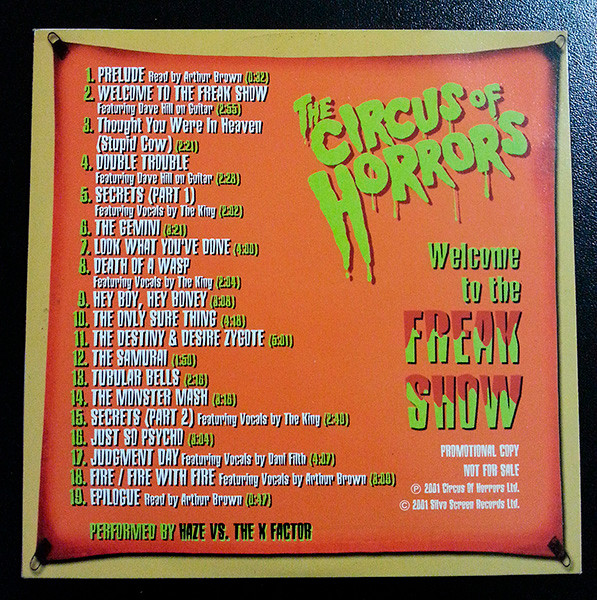 1. PRELUDE Read by Arthur Brown (0:32)
2. WELCOME TO THE FREAK SHOW
Featuring Dave Hill on Guitar (2:55)
3. Thought You Were in Heaven
(Stupid Cow) (2:21)
4. DOUBLE TROUBLE
Featuring Dave Hill on Guitar (2:28)
5. SECRETS (PART 1)
Featuring Vocals by The King (2:02)
6. THE GEMINI (3:21)
7. LOOK WHAT YOU'VE DONE (4:00)
8. DEATH OF A WASP
Featuring Vocals by The King (2:04)
9. HEY BOY, HEY BONEY (3:08)
10. THE ONLY SURE THING (4:18)
11. THE DESTINY & DESIRE ZYGOTE (5:01)
12. THE SAMURAI (1:50)
13. TUBULAR BELLS (2:16)
14. THE MONSTER MASH (3:16)
15. SECRETS (PART 2) Featuring Vocals by The King (2:40)
16. JUST SO PSYCHO (3:04)
17. JUDGMENT DAY Featuring Vocals by Dani Filth (4:07)
18. FIRE / FIRE WITH FIRE Featuring Vocals by Arthur Brown (3:00)
19. EPILOGUE Read by Arthur Brown (0:47)
PERFORMED BY HAZE VS. THE X FACTOR
THE CIRCUS OF
HORRORS
Welcome
to the
FREAK
SHOW
PROMOTIONAL COPY
NOT FOR SALE
℗ 2001 Circus Of Horrors Ltd.
© 2001 Silva Screen Records Ltd.